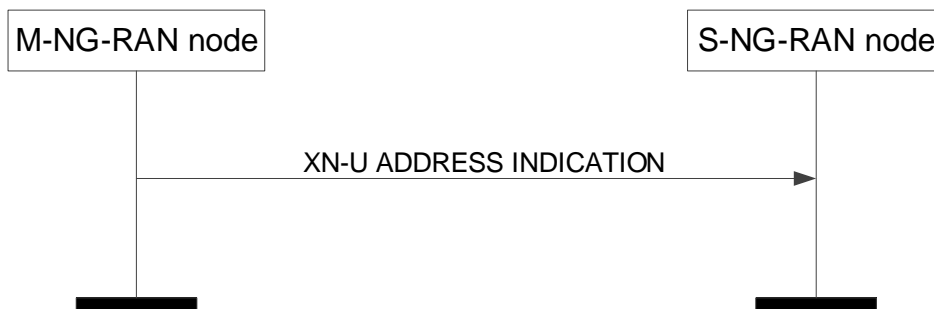 M-NG-RAN node
S-NG-RAN node
XN-U ADDRESS INDICATION